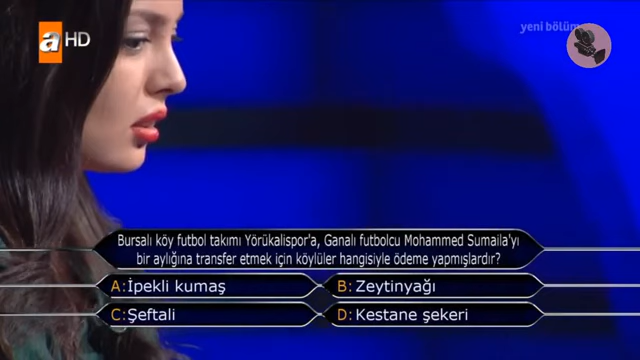 a HD
yeni bölüm
Bursalı köy futbol takımı Yörükalispor'a, Ganalı futbolcu Mohammed Sumaila'yı
bir aylığına transfer etmek için köylüler hangisiyle ödeme yapmışlardır?
A: İpekli kumaş
B: Zeytinyağı
C: Şeftali
D: Kestane şekeri